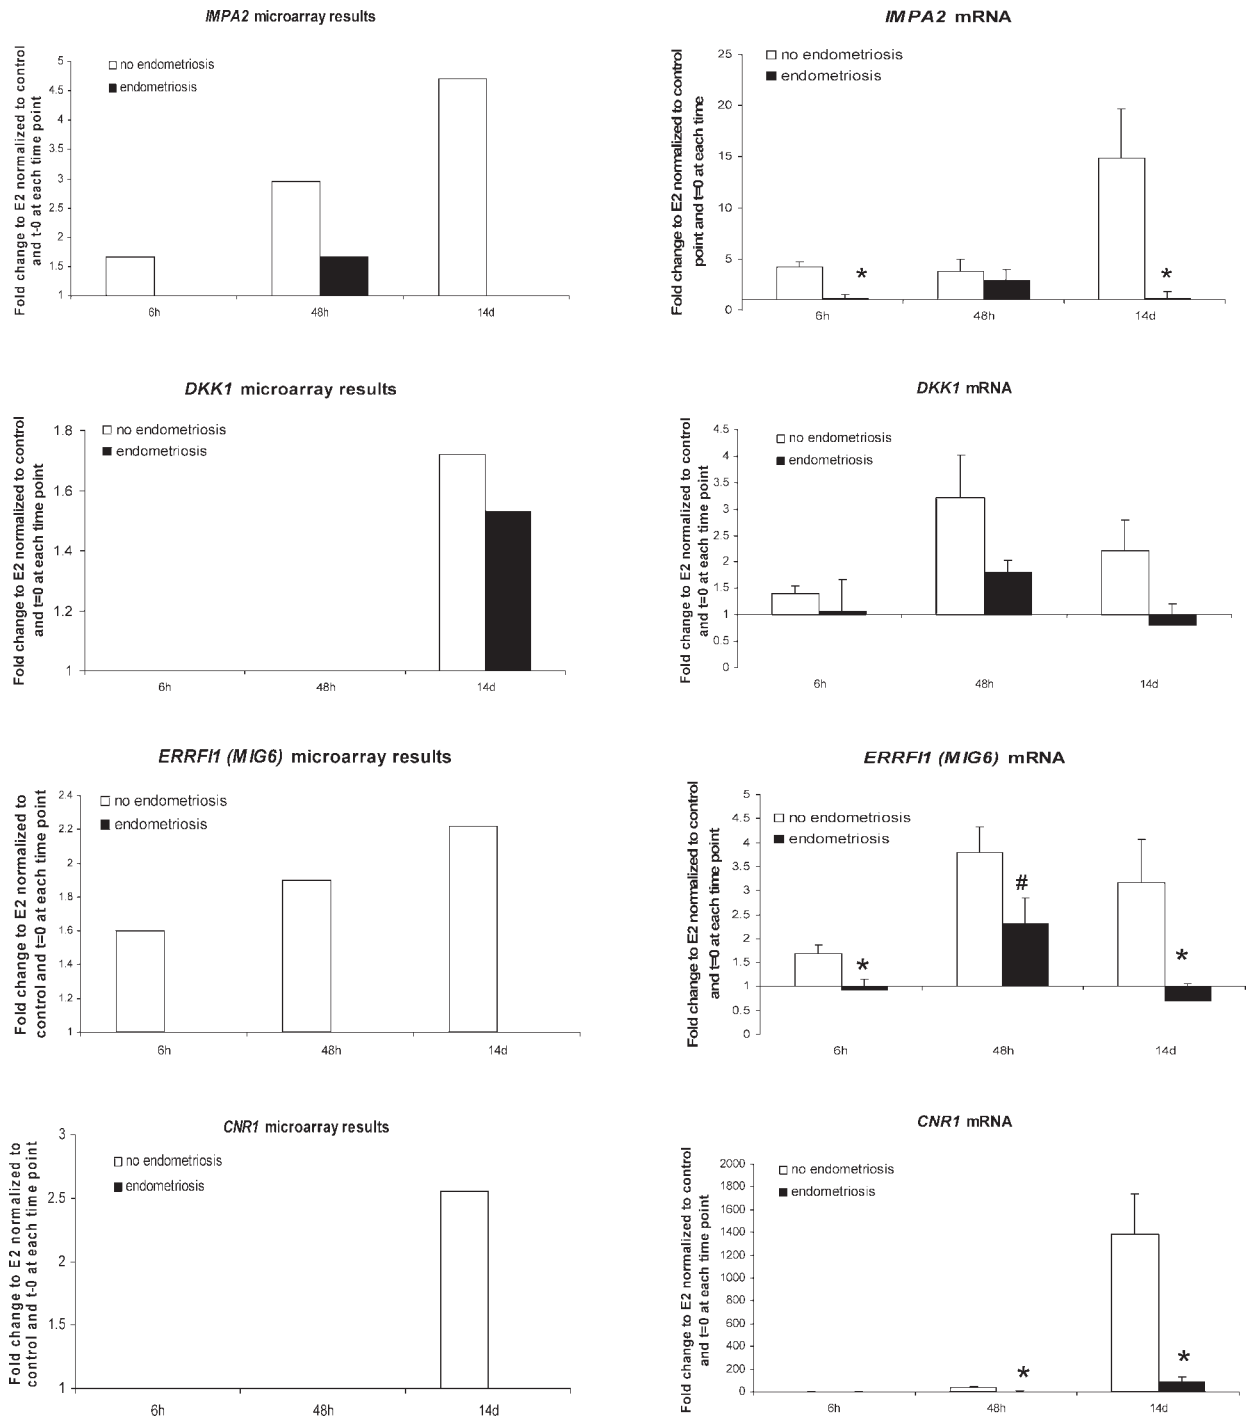 IMPA2 microarray results
Fold change to E2 normalized to control
and t-0 at each time point
no endometriosis
endometriosis
5
4.5
4
3.5
3
2.5
2
1.5
1
6h
48h
14d
IMPA2 mRNA
Fold change to E2 normalized to control
point and t=0 at each time
no endometriosis
endometriosis
25
20
15
10
5
0
*
*
6h
48h
14d
DKK1 microarray results
Fold change to E2 normalized to control
and t=0 at each time point
no endometriosis
endometriosis
1.8
1.6
1.4
1.2
1
6h
48h
14d
DKK1 mRNA
Fold change to E2 normalized to control
and t=0 at each time point
no endometriosis
endometriosis
4.5
4
3.5
3
2.5
2
1.5
1
0.5
0
6h
48h
14d
ERRFI1 (MIG6) microarray results
Fold change to E2 normalized to
control and t=0 at each time point
no endometriosis
endometriosis
2.4
2.2
2
1.8
1.6
1.4
1.2
1
6h
48h
14d
ERRFI1 (MIG6) mRNA
Fold change to E2 normalized to control
and t=0 at each time point
no endometriosis
endometriosis
5
4.5
4
3.5
3
2.5
2
1.5
1
0.5
0
*
#
*
6h
48h
14d
CNR1 microarray results
Fold change to E2 normalized to
control and t-0 at each time point
no endometriosis
endometriosis
3
2.5
2
1.5
1
6h
48h
14d
CNR1 mRNA
Fold change to E2 normalized to control
and t=0 at each time point
no endometriosis
endometriosis
2000
1800
1600
1400
1200
1000
800
600
400
200
0
*
*
6h
48h
14d